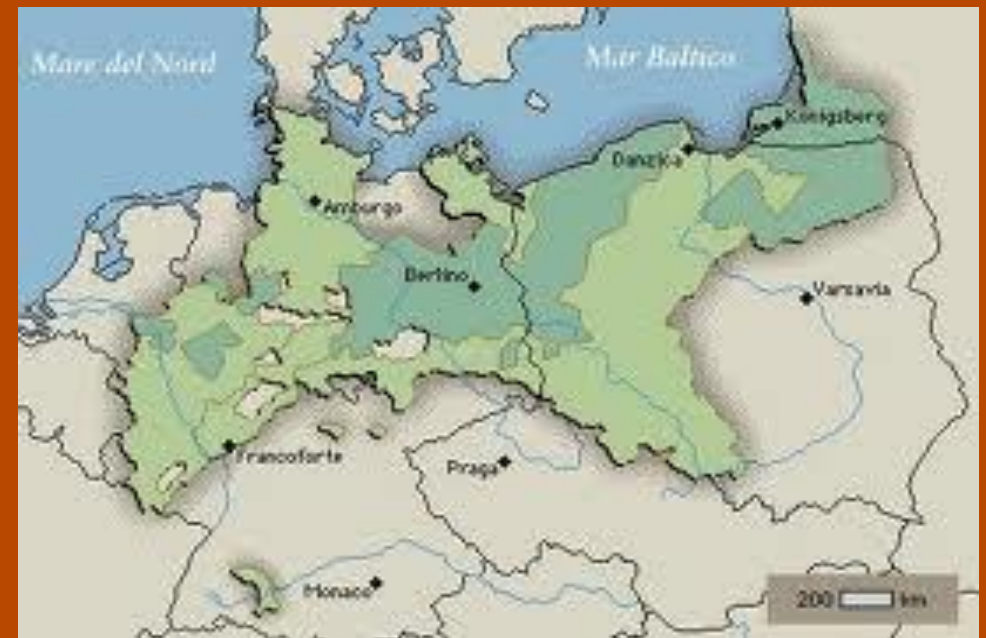 Mare del Nord
Mar Baltico
Königsberg
Danzica
Amburgo
Berlino
Varsavia
Francoforte
Praga
Monaco
200 km